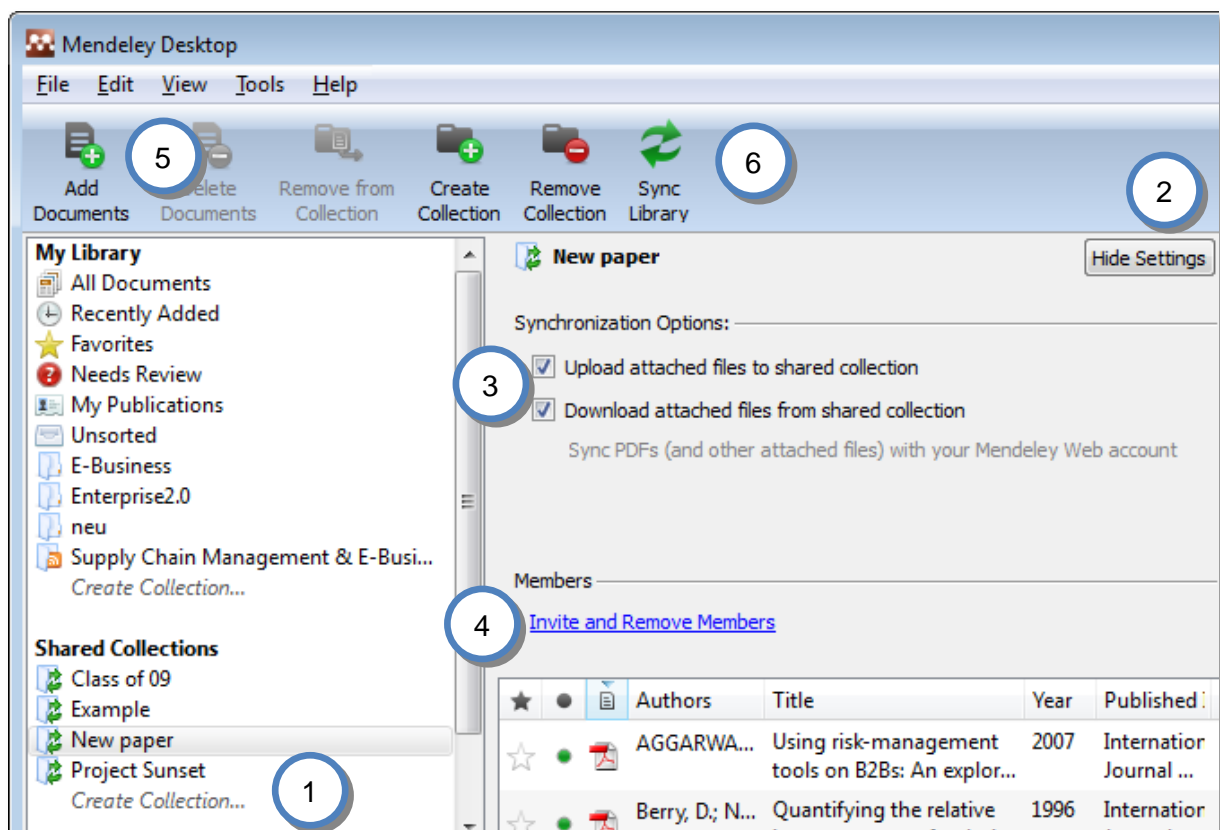 Mendeley Desktop
File Edit View Tools Help
5
6
2
Add Documents
Documents
Remove from Collection
Create Collection
Remove Collection
Sync Library
My Library
All Documents
Recently Added
Favorites
Needs Review
My Publications
Unsorted
E-Business
Enterprise2.0
neu
Supply Chain Management & E-Busi...
Create Collection...
Shared Collections
Class of 09
Example
New paper
Project Sunset
Create Collection...
1
New paper
Hide Settings
Synchronization Options:
3
Upload attached files to shared collection
Download attached files from shared collection
Sync PDFs (and other attached files) with your Mendeley Web account
Members
4
Invite and Remove Members
Authors Title Year Published
AGGARWA... Using risk-management 2007 Internation
tools on B2Bs: An explor... Journal ...
Berry, D.; N... Quantifying the relative 1996 Internation